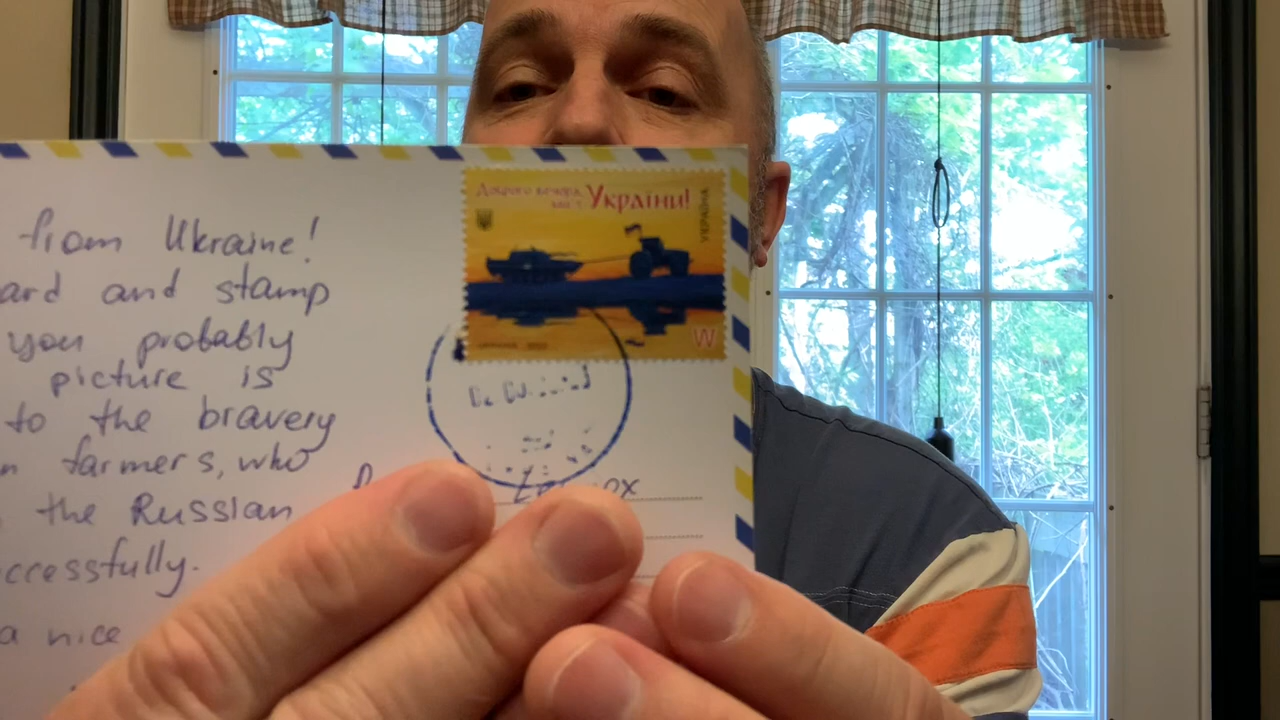 from Ukraine!
ard and stamp
you probably
picture is
to the bravery
n farmers, who
the Russian
ccessfully.
a nice
Доброго вечора,
ми з України!
УКРАЇНА
W